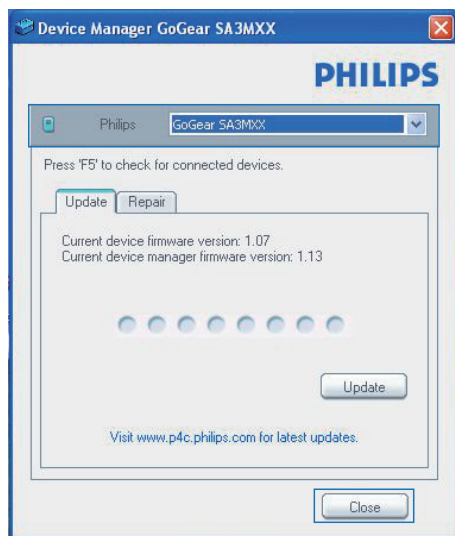 Device Manager GoGear SA3MXX
PHILIPS
Philips GoGear SA3MXX
Press 'F5' to check for connected devices.
Update Repair
Current device firmware version: 1.07
Current device manager firmware version: 1.13
Update
Visit www.p4c.philips.com for latest updates.
Close